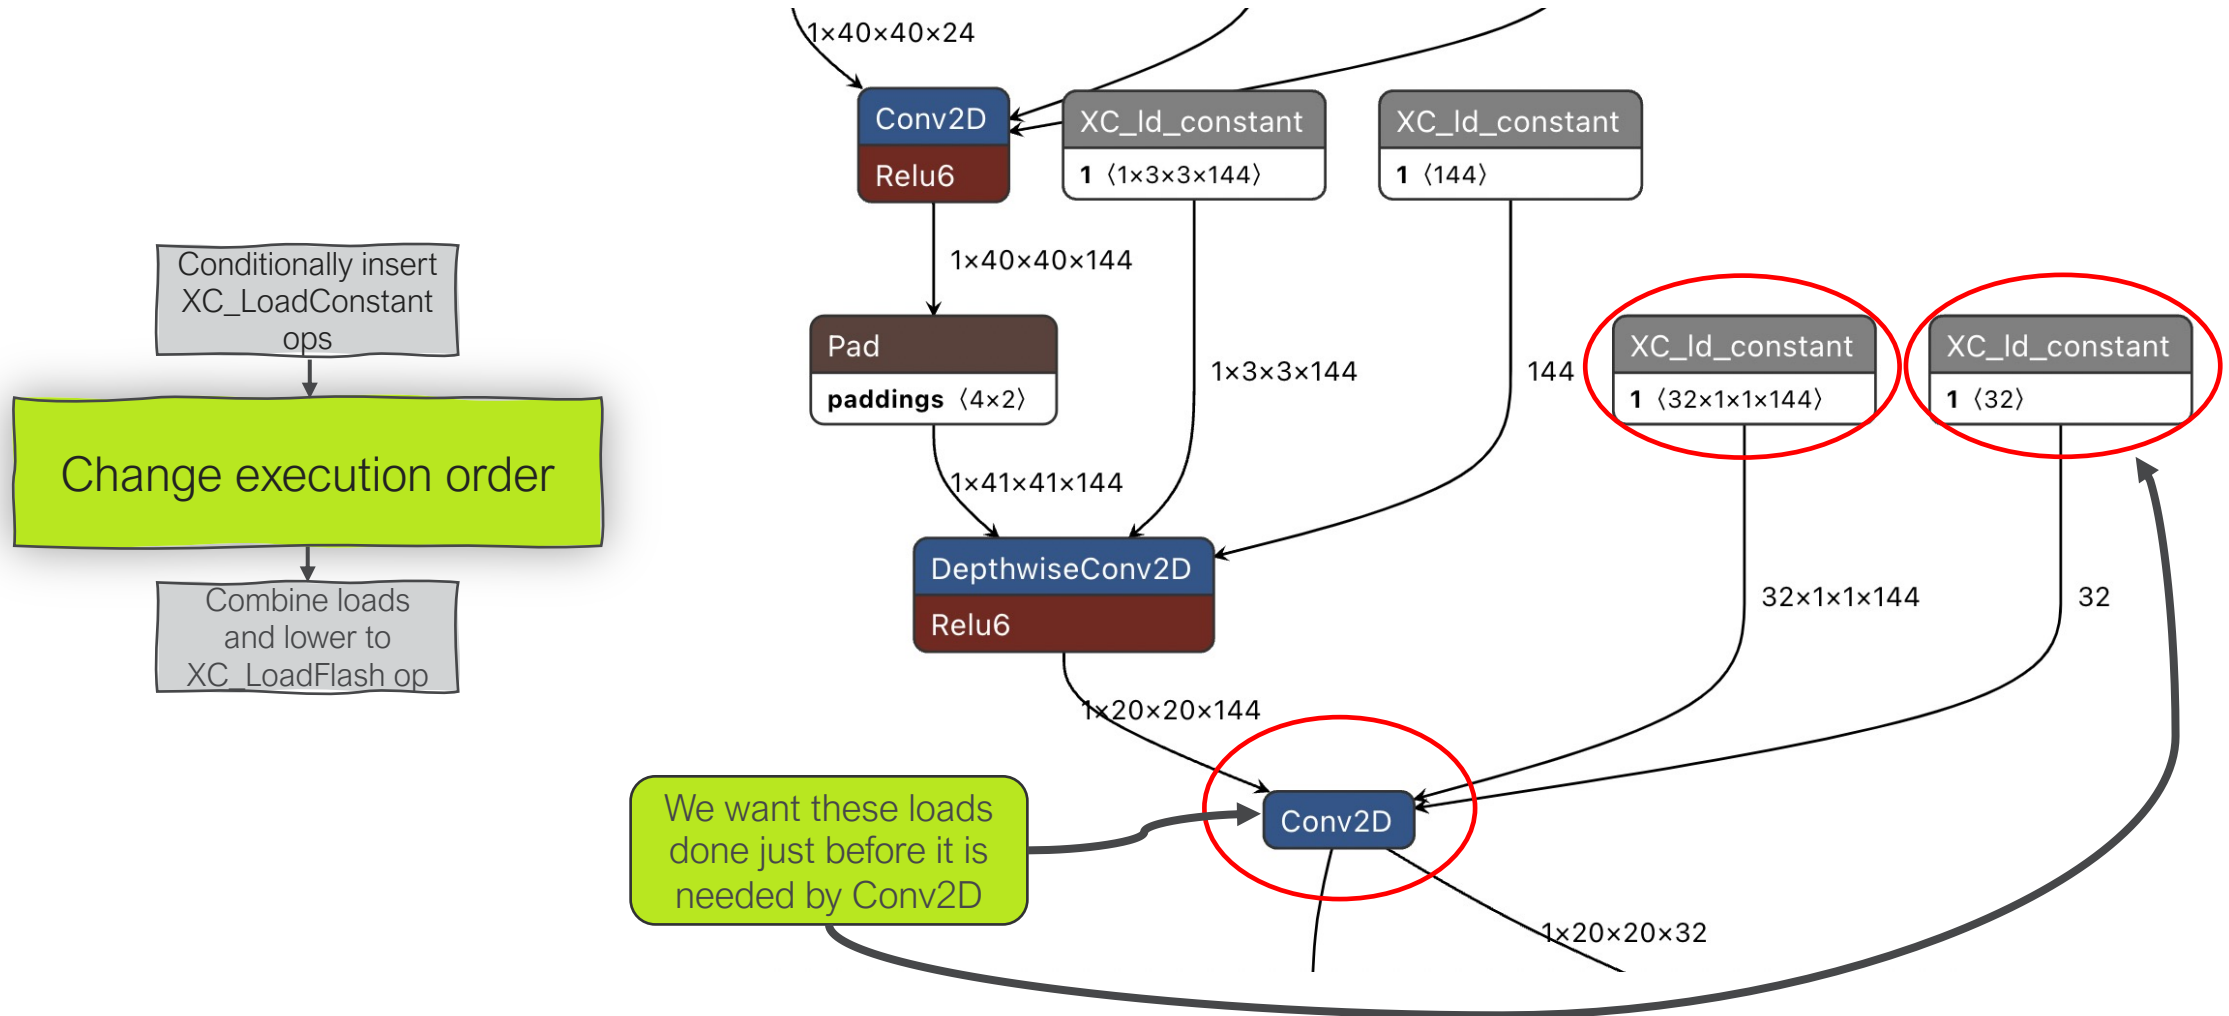 Conditionally insert
XC_LoadConstant
ops
Change execution order
Combine loads
and lower to
XC_LoadFlash op
1×40×40×24
Conv2D
Relu6
XC_ld_constant
1 〈1×3×3×144〉
XC_ld_constant
1 〈144〉
1×40×40×144
Pad
paddings 〈4×2〉
1×3×3×144
144
XC_ld_constant
1 〈32×1×1×144〉
XC_ld_constant
1 〈32〉
1×41×41×144
DepthwiseConv2D
Relu6
32×1×1×144
32
1×20×20×144
We want these loads
done just before it is
needed by Conv2D
Conv2D
1×20×20×32